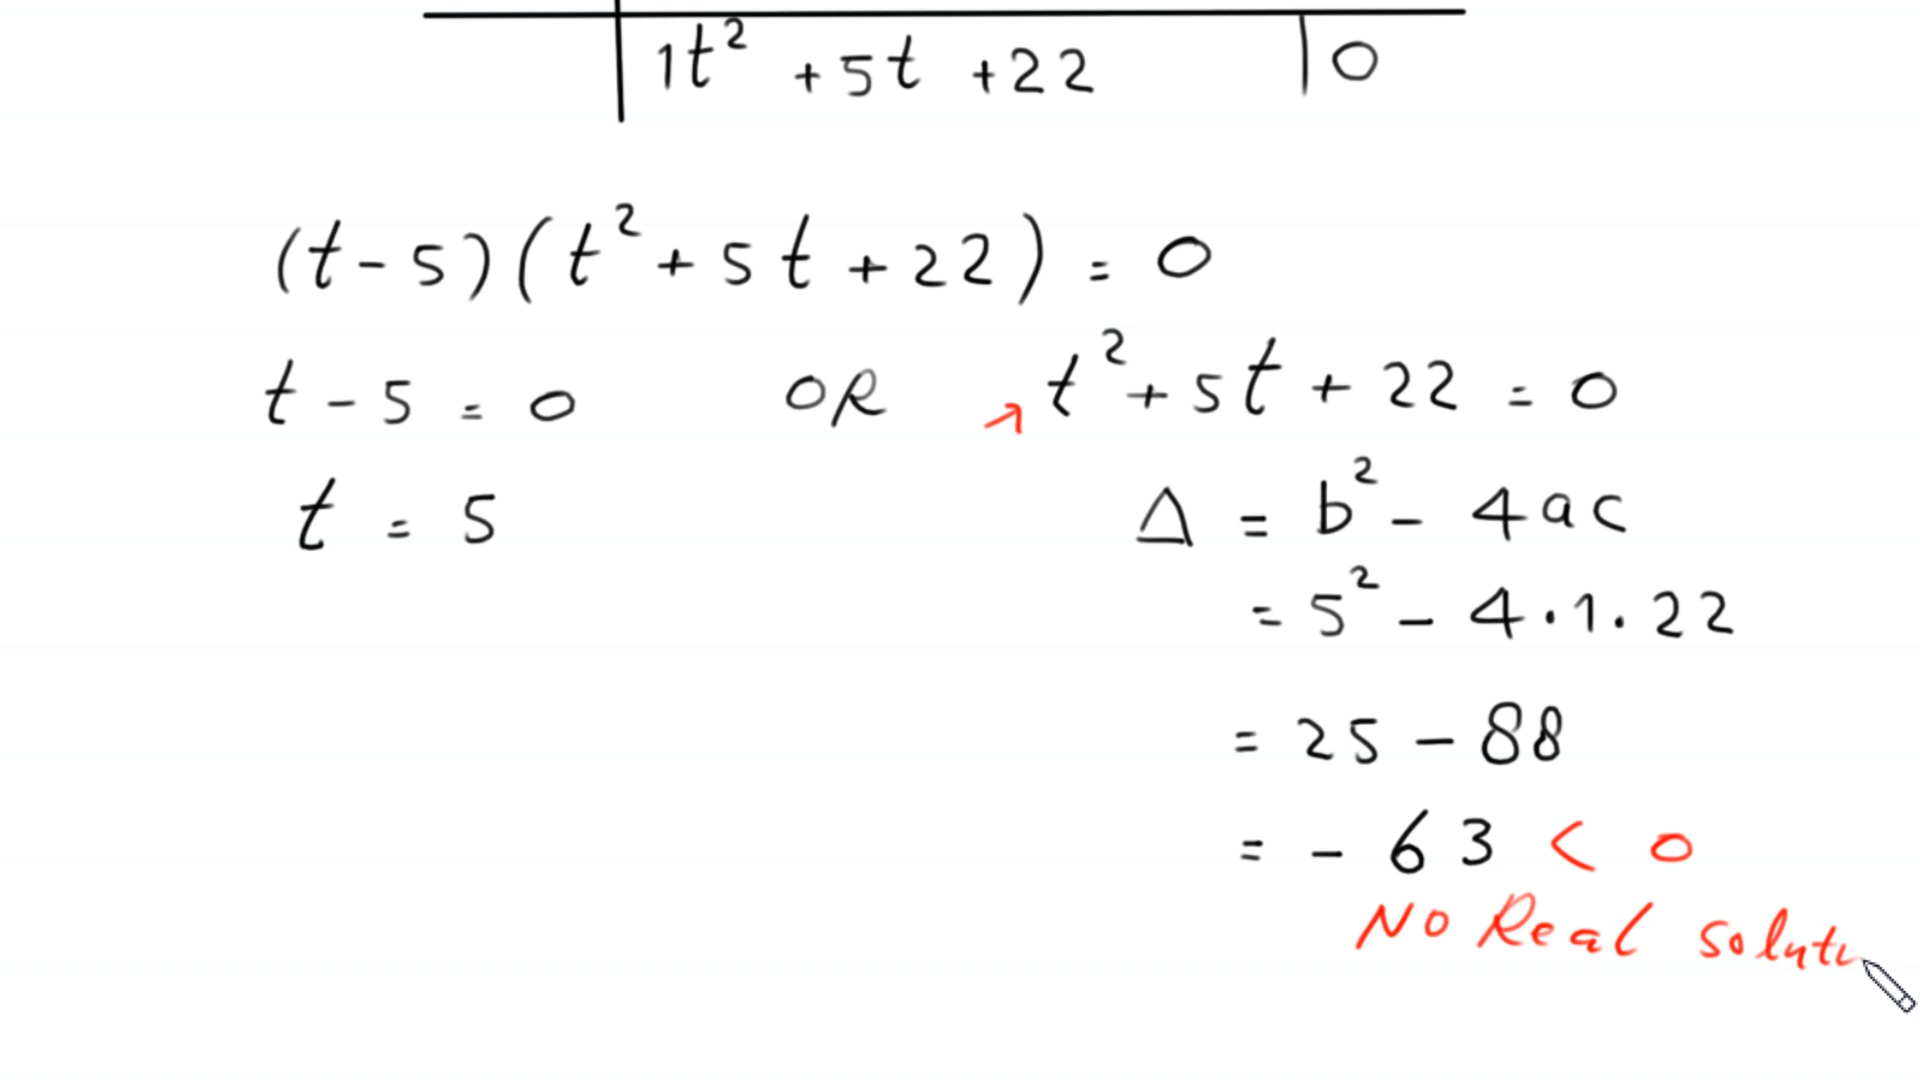 1t² +5t +22 | 0
(t-5)(t²+5t+22) = 0
t-5=0 OR ↗ t²+5t+22=0
t = 5 Δ = b²-4ac
= 5²-4·1·22
= 25-88
= -63 < 0
No Real soluti